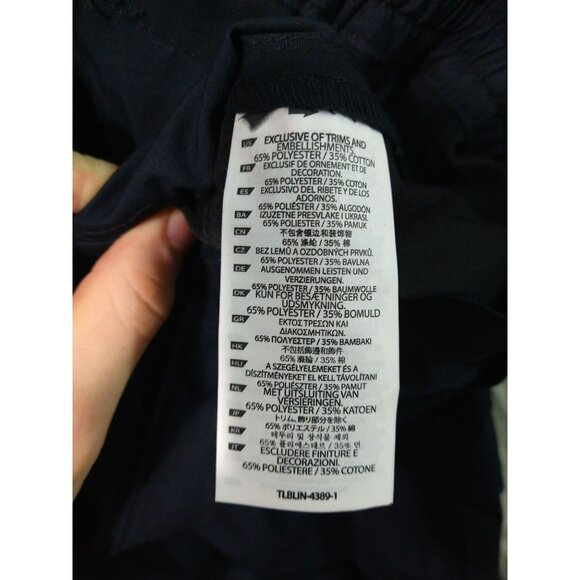 US EXCLUSIVE OF TRIMS AND
EMBELLISHMENTS.
65% POLYESTER / 35% COTTON
FR EXCLUSIF DE ORNEMENT ET DE
DECORATION.
65% POLYESTER / 35% COTON
ES EXCLUSIVO DEL RIBETE Y DE LOS
ADORNOS.
65% POLIÉSTER / 35% ALGODÓN
BA IZUZETNE PRESVLAKE I UKRASI.
65% POLYESTER / 35% PAMUK
CN 不包含镶边和装饰物
65% 涤纶 / 35% 棉
CZ BEZ LEMŮ A OZDOBNÝCH PRVKŮ.
65% POLYESTER / 35% BAVLNA
DE AUSGENOMMEN LEISTEN UND
VERZIERUNGEN.
65% POLYESTER / 35% BAUMWOLLE
DK KUN FOR BESÆTNINGER OG
UDSMYKNING.
65% POLYESTER / 35% BOMULD
GR ΕΚΤΟΣ ΤΡΕΣΩΝ ΚΑΙ
ΔΙΑΚΟΣΜΗΣΗΣ.
65% ΠΟΛΥΕΣΤΕΡ / 35% ΒΑΜΒΑΚΙ
HK 不包括飾邊和飾件
65% 滌綸 / 35% 棉
HU A SZEGÉLYELEMEKET ÉS A
DÍSZÍTMÉNYEKET EL KELL TÁVOLÍTANI
65% POLIÉSZTER / 35% PAMUT
NL MET UITSLUITING VAN
VERSIERINGEN.
65% POLYESTER / 35% KATOEN
JP トリム、飾り部分を除く
65% ポリエステル / 35% 綿
KR 테두리 및 장식물 제외
65% 폴리에스테르 / 35% 면
IT ESCLUDERE FINITURE E
DECORAZIONI.
65% POLIESTERE / 35% COTONE
TLBLIN-4389-1